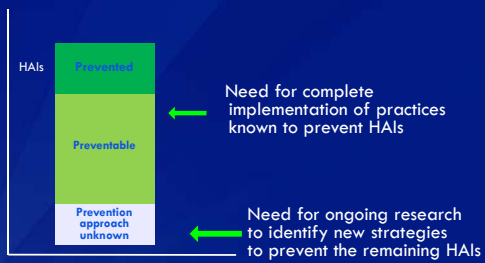 HAIs
Prevented
Need for complete
implementation of practices
known to prevent HAIs
Preventable
Prevention
approach
unknown
Need for ongoing research
to identify new strategies
to prevent the remaining HAIs